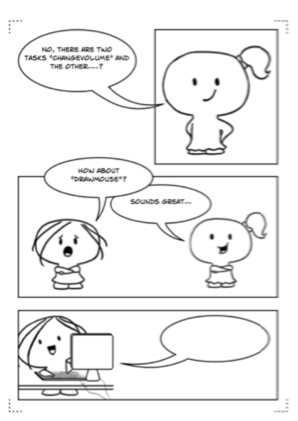 NO, THERE ARE TWO
TASKS "CHANGEVOLUME" AND
THE OTHER....?
HOW ABOUT
"DRAWMOUSE"?
SOUNDS GREAT...